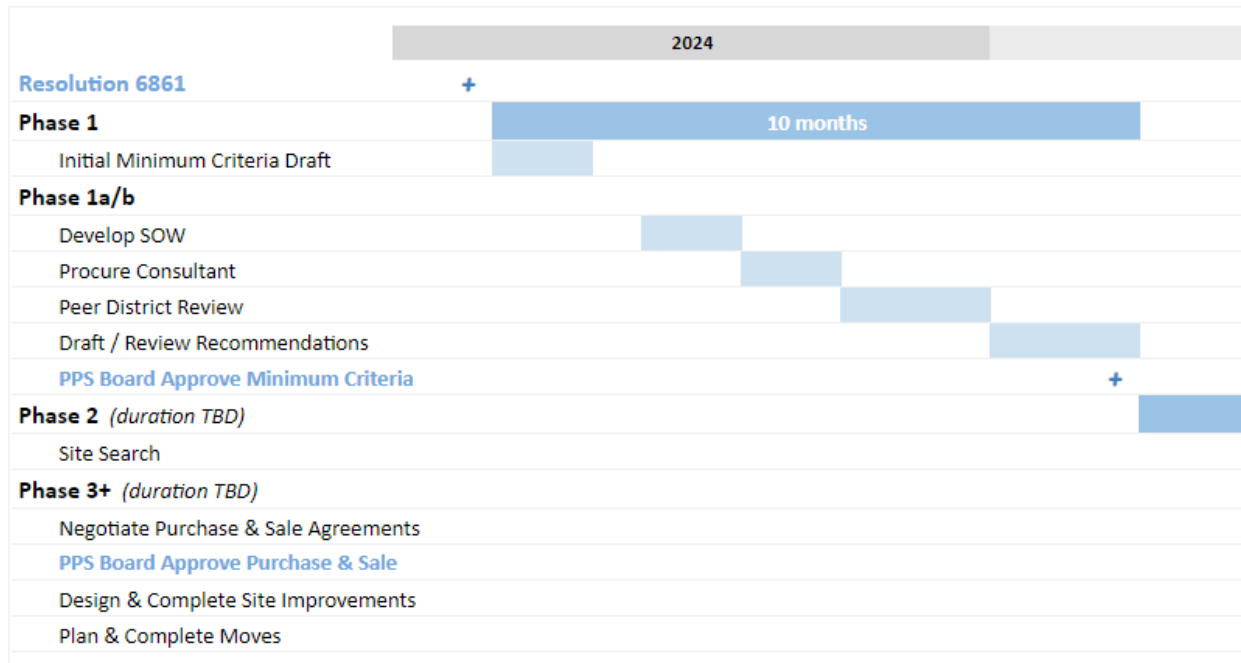 2024
Resolution 6861 +
Phase 1 10 months
Initial Minimum Criteria Draft
Phase 1a/b
Develop SOW
Procure Consultant
Peer District Review
Draft / Review Recommendations
PPS Board Approve Minimum Criteria +
Phase 2 (duration TBD)
Site Search
Phase 3+ (duration TBD)
Negotiate Purchase & Sale Agreements
PPS Board Approve Purchase & Sale
Design & Complete Site Improvements
Plan & Complete Moves